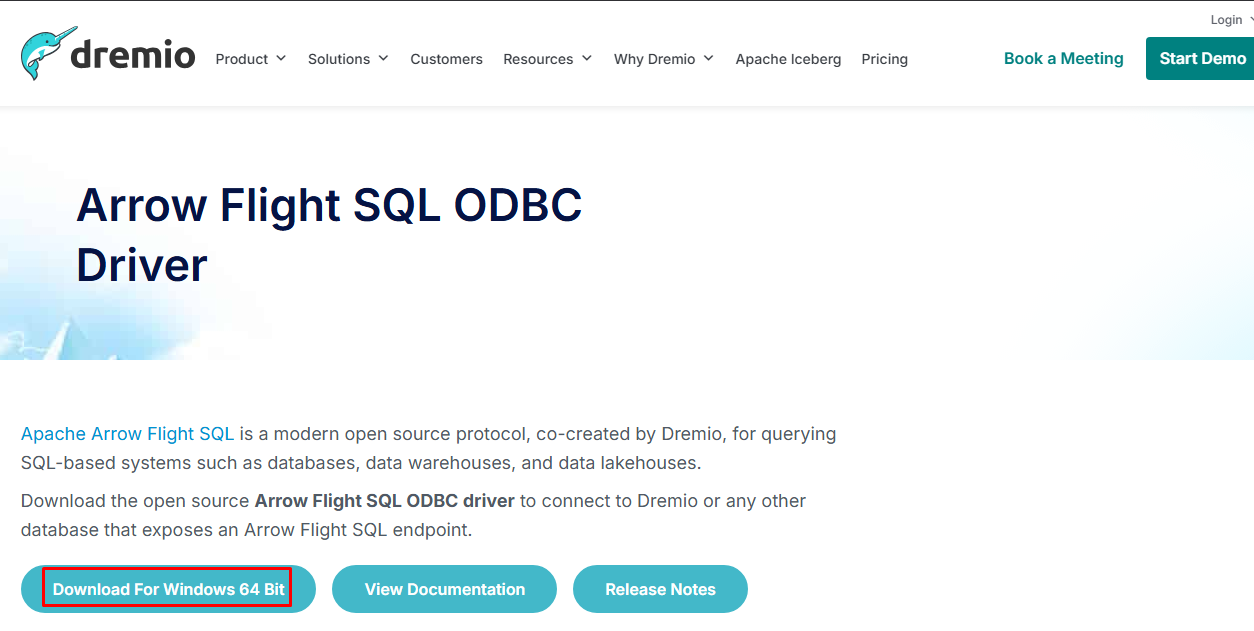 Login
dremio
Product
Solutions
Customers
Resources
Why Dremio
Apache Iceberg
Pricing
Book a Meeting
Start Demo
Arrow Flight SQL ODBC
Driver
Apache Arrow Flight SQL is a modern open source protocol, co-created by Dremio, for querying
SQL-based systems such as databases, data warehouses, and data lakehouses.
Download the open source Arrow Flight SQL ODBC driver to connect to Dremio or any other
database that exposes an Arrow Flight SQL endpoint.
Download For Windows 64 Bit
View Documentation
Release Notes